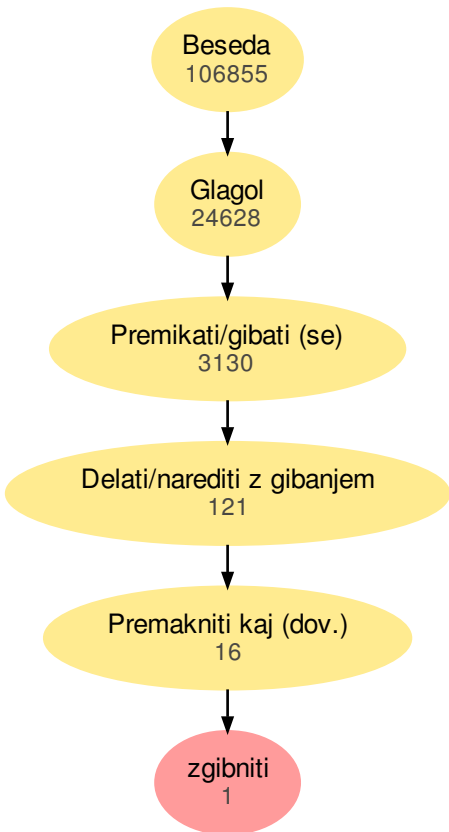 Beseda
106855
Glagol
24628
Premikati/gibati (se)
3130
Delati/narediti z gibanjem
121
Premakniti kaj (dov.)
16
zgibniti
1